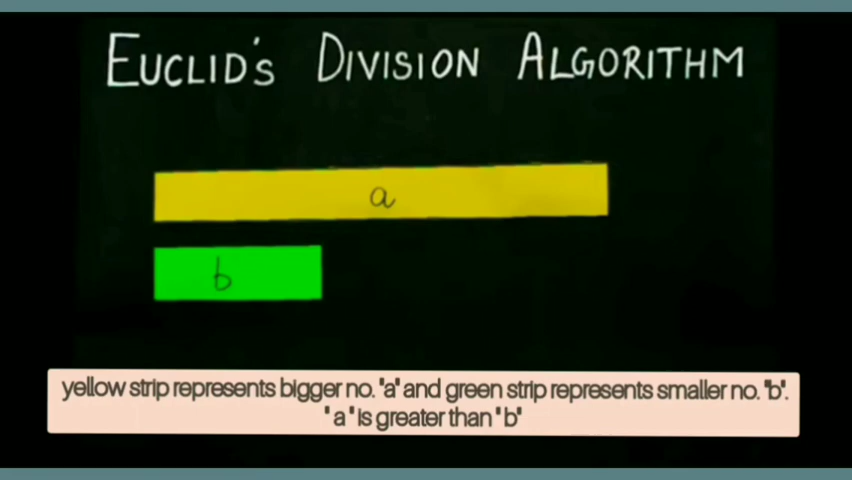 EUCLID'S DIVISION ALGORITHM
a
b
yellow strip represents bigger no. "a" and green strip represents smaller no. "b".
" a " is greater than " b"